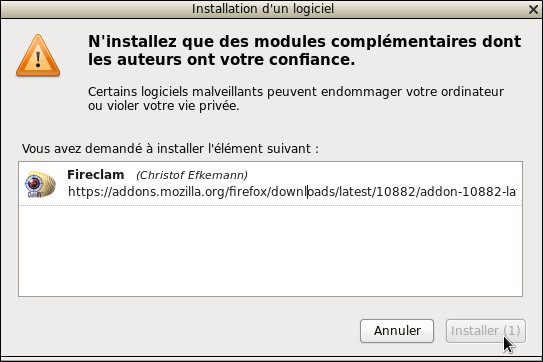 Installation d'un logiciel
N'installez que des modules complémentaires dont
les auteurs ont votre confiance.
Certains logiciels malveillants peuvent endommager votre ordinateur
ou violer votre vie privée.
Vous avez demandé à installer l'élément suivant :
Fireclam (Christof Efkemann)
https://addons.mozilla.org/firefox/downloads/latest/10882/addon-10882-la
Annuler
Installer (1)